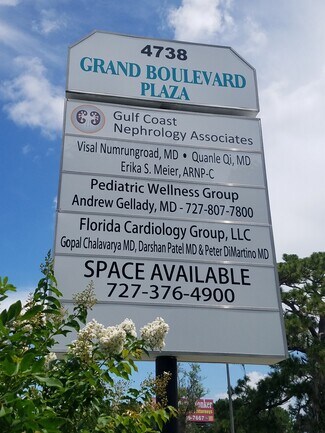 4738
GRAND BOULEVARD
PLAZA
Gulf Coast
Nephrology Associates
Visal Numrungroad, MD • Quanle Qi, MD
Erika S. Meier, ARNP-C
Pediatric Wellness Group
Andrew Gellady, MD - 727-807-7800
Florida Cardiology Group, LLC
Gopal Chalavarya MD, Darshan Patel MD & Peter DiMartino MD
SPACE AVAILABLE
727-376-4900